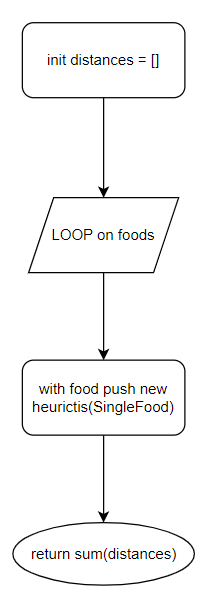 init distances = []
LOOP on foods
with food push new
heurictis(SingleFood)
return sum(distances)